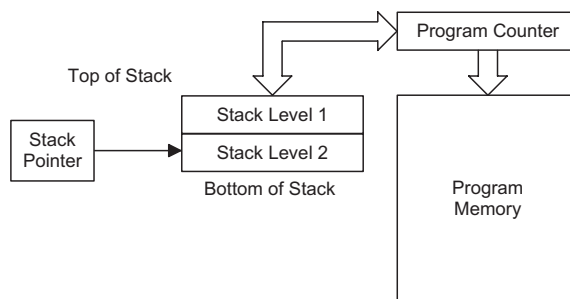 Program Counter
Top of Stack
Stack Level 1
Stack
Pointer
Stack Level 2
Bottom of Stack
Program
Memory